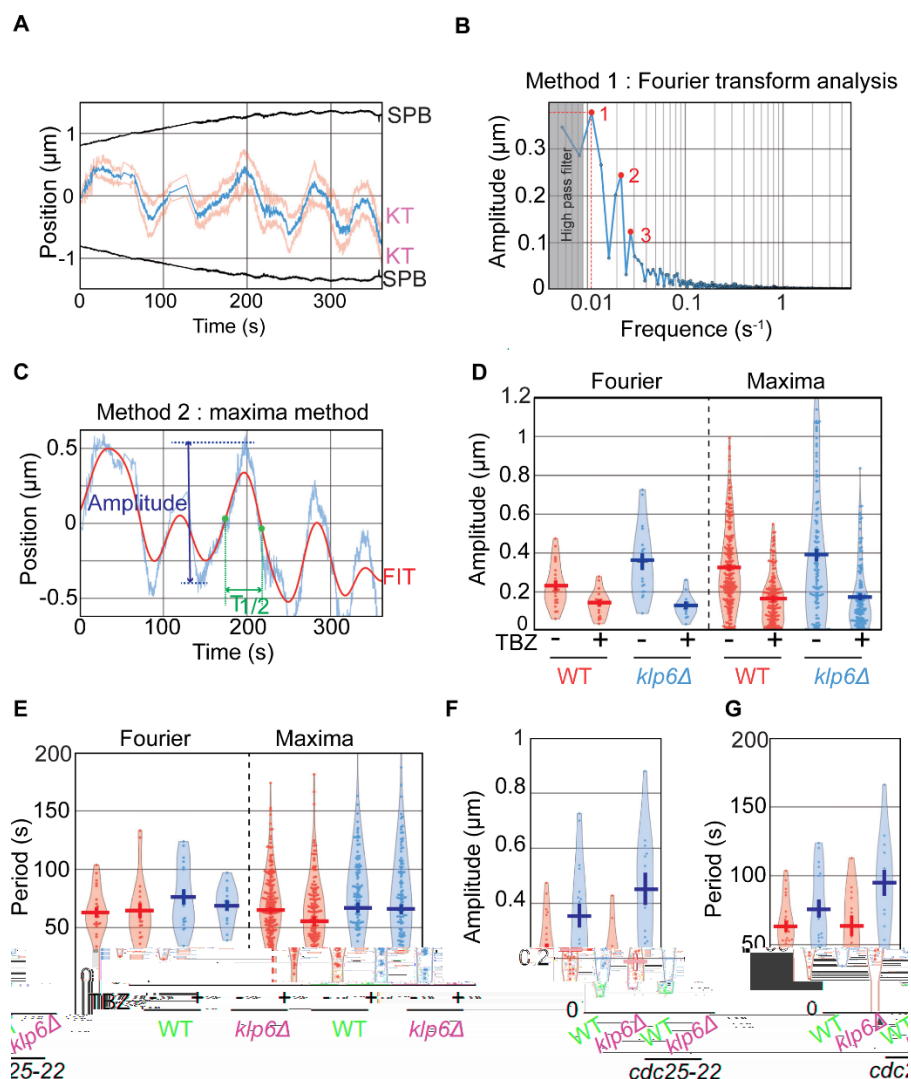 A
Position (µm)
1
0
-1
SPB
KT
KT
SPB
0
100
200
300
Time (s)
B
Method 1 : Fourier transform analysis
Amplitude (µm)
0.3
0.2
0.1
0
High pass filter
1
2
3
0.01
0.1
1
Frequence (s⁻¹)
C
Method 2 : maxima method
Position (µm)
0.5
0
-0.5
Amplitude
T1/2
FIT
0
100
200
300
Time (s)
D
Fourier
Maxima
Amplitude (µm)
1.2
1
0.8
0.6
0.4
0.2
0
TBZ
- + - + - + - +
WT
klp6Δ
WT
klp6Δ
E
Fourier
Maxima
Period (s)
200
150
100
50
0
TBZ
+ + + +
WT
klp6Δ
WT
klp6Δ
klp6Δ
25-22
F
Amplitude (µm)
1
0.8
0.6
0.4
0.2
0
WT
klp6Δ
WT
klp6Δ
cdc25-22
G
Period (s)
200
150
100
50
0
WT
klp6Δ